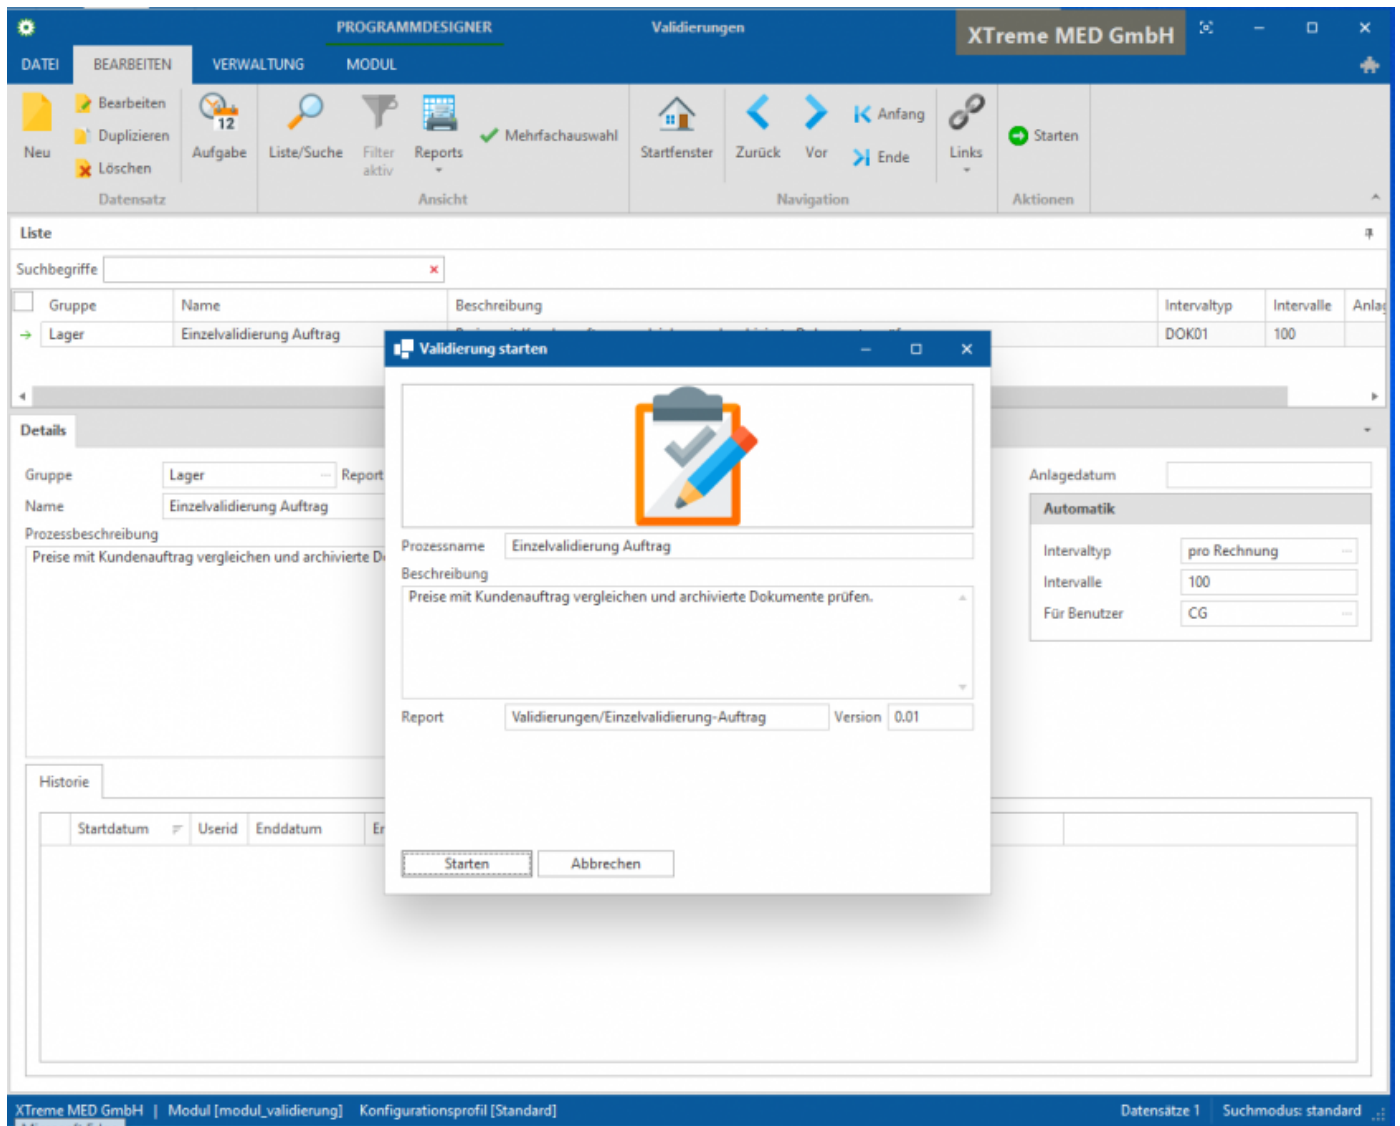 PROGRAMMDESIGNER Validierungen XTreme MED GmbH
DATEI BEARBEITEN VERWALTUNG MODUL
Neu
Bearbeiten
Duplizieren
Löschen
Datensatz
12
Aufgabe
Liste/Suche
Filter
aktiv
Reports
Mehrfachauswahl
Ansicht
Startfenster
Zurück
Vor
Anfang
Ende
Navigation
Links
Starten
Aktionen
Liste
Suchbegriffe
Gruppe Name Beschreibung Intervaltyp Intervalle
Lager Einzelvalidierung Auftrag DOK01 100
Validierung starten
Details
Gruppe Lager Report
Name Einzelvalidierung Auftrag
Prozessbeschreibung
Preise mit Kundenauftrag vergleichen und archivierte
Prozessname Einzelvalidierung Auftrag
Beschreibung
Preise mit Kundenauftrag vergleichen und archivierte Dokumente prüfen.
Report Validierungen/Einzelvalidierung-Auftrag Version 0.01
Starten Abbrechen
Anlagedatum
Automatik
Intervaltyp pro Rechnung
Intervalle 100
Für Benutzer CG
Historie
Startdatum Userid Enddatum
XTreme MED GmbH | Modul [modul_validierung] Konfigurationsprofil [Standard] Datensätze 1 Suchmodus: standard